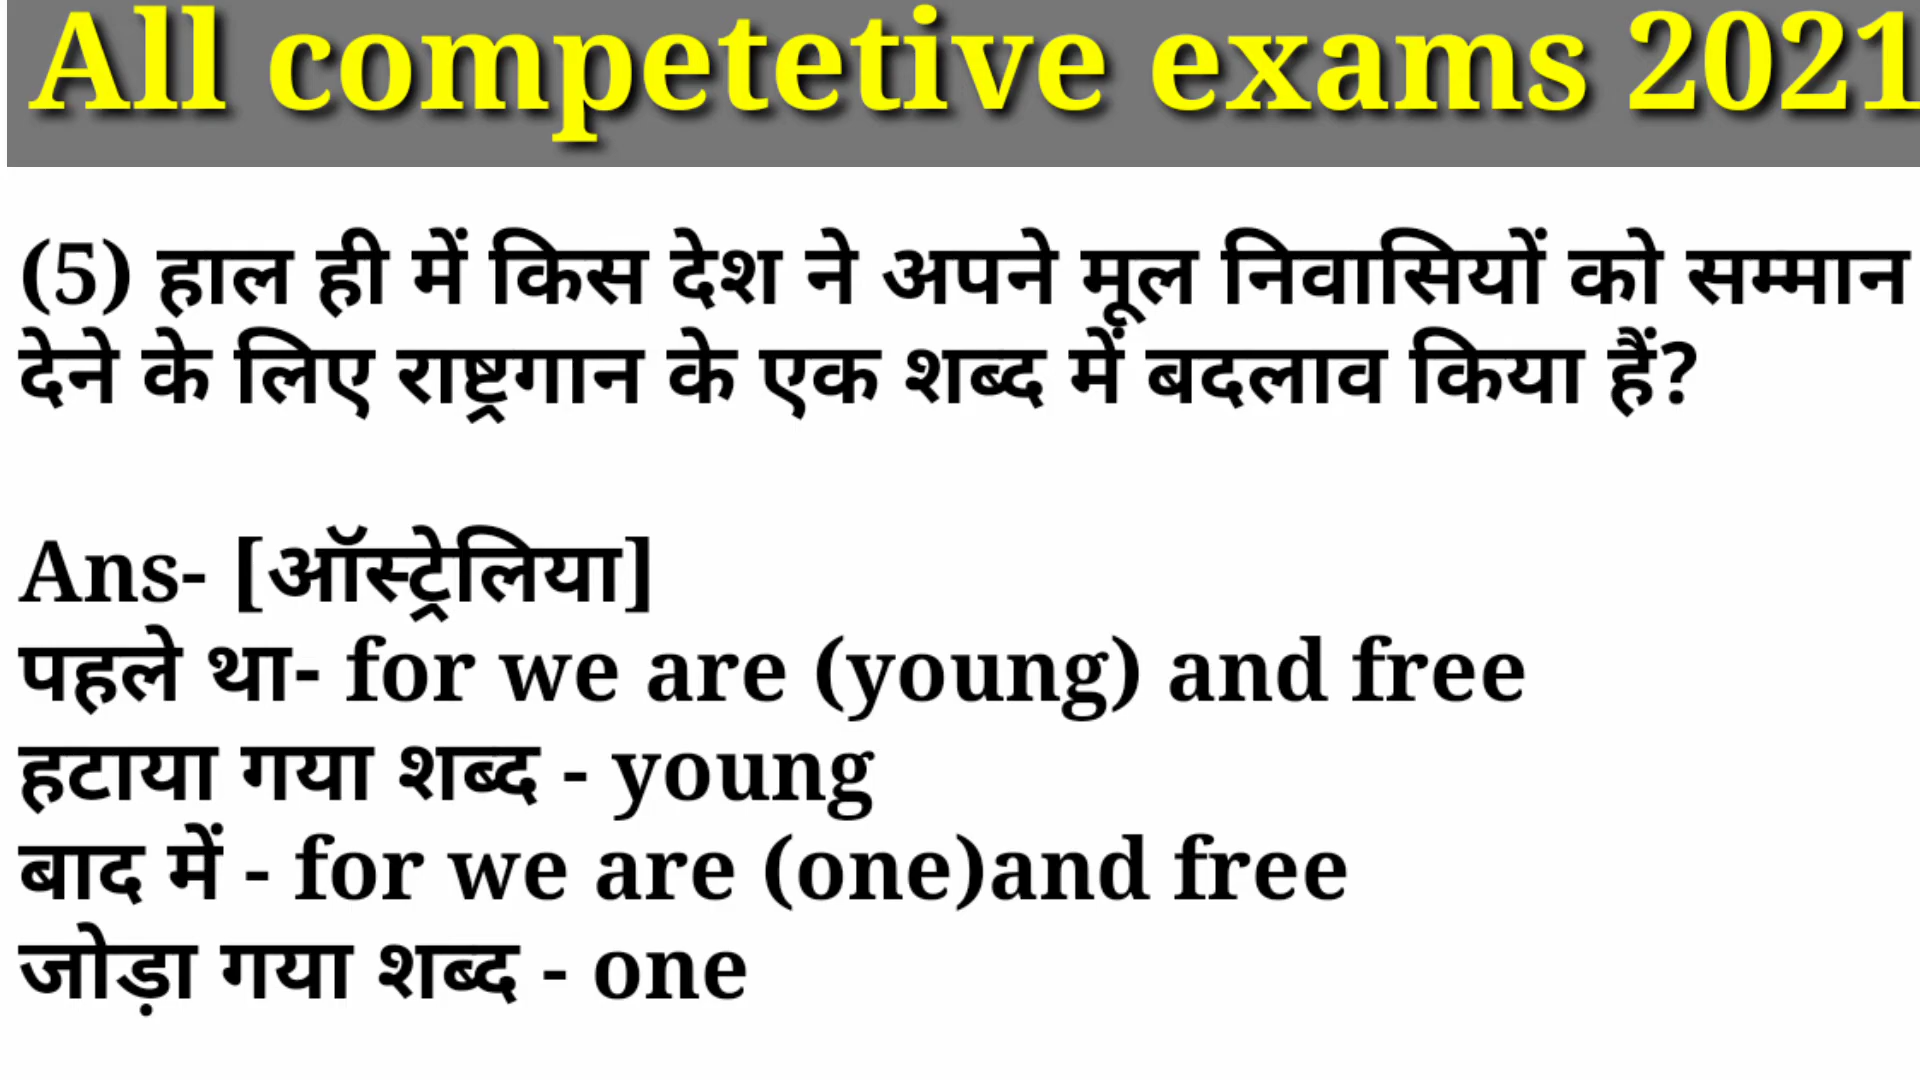 All competetive exams 2021
(5) हाल ही में किस देश ने अपने मूल निवासियों को सम्मान
देने के लिए राष्ट्रगान के एक शब्द में बदलाव किया हैं?
Ans- [ऑस्ट्रेलिया]
पहले था- for we are (young) and free
हटाया गया शब्द - young
बाद में - for we are (one)and free
जोड़ा गया शब्द - one